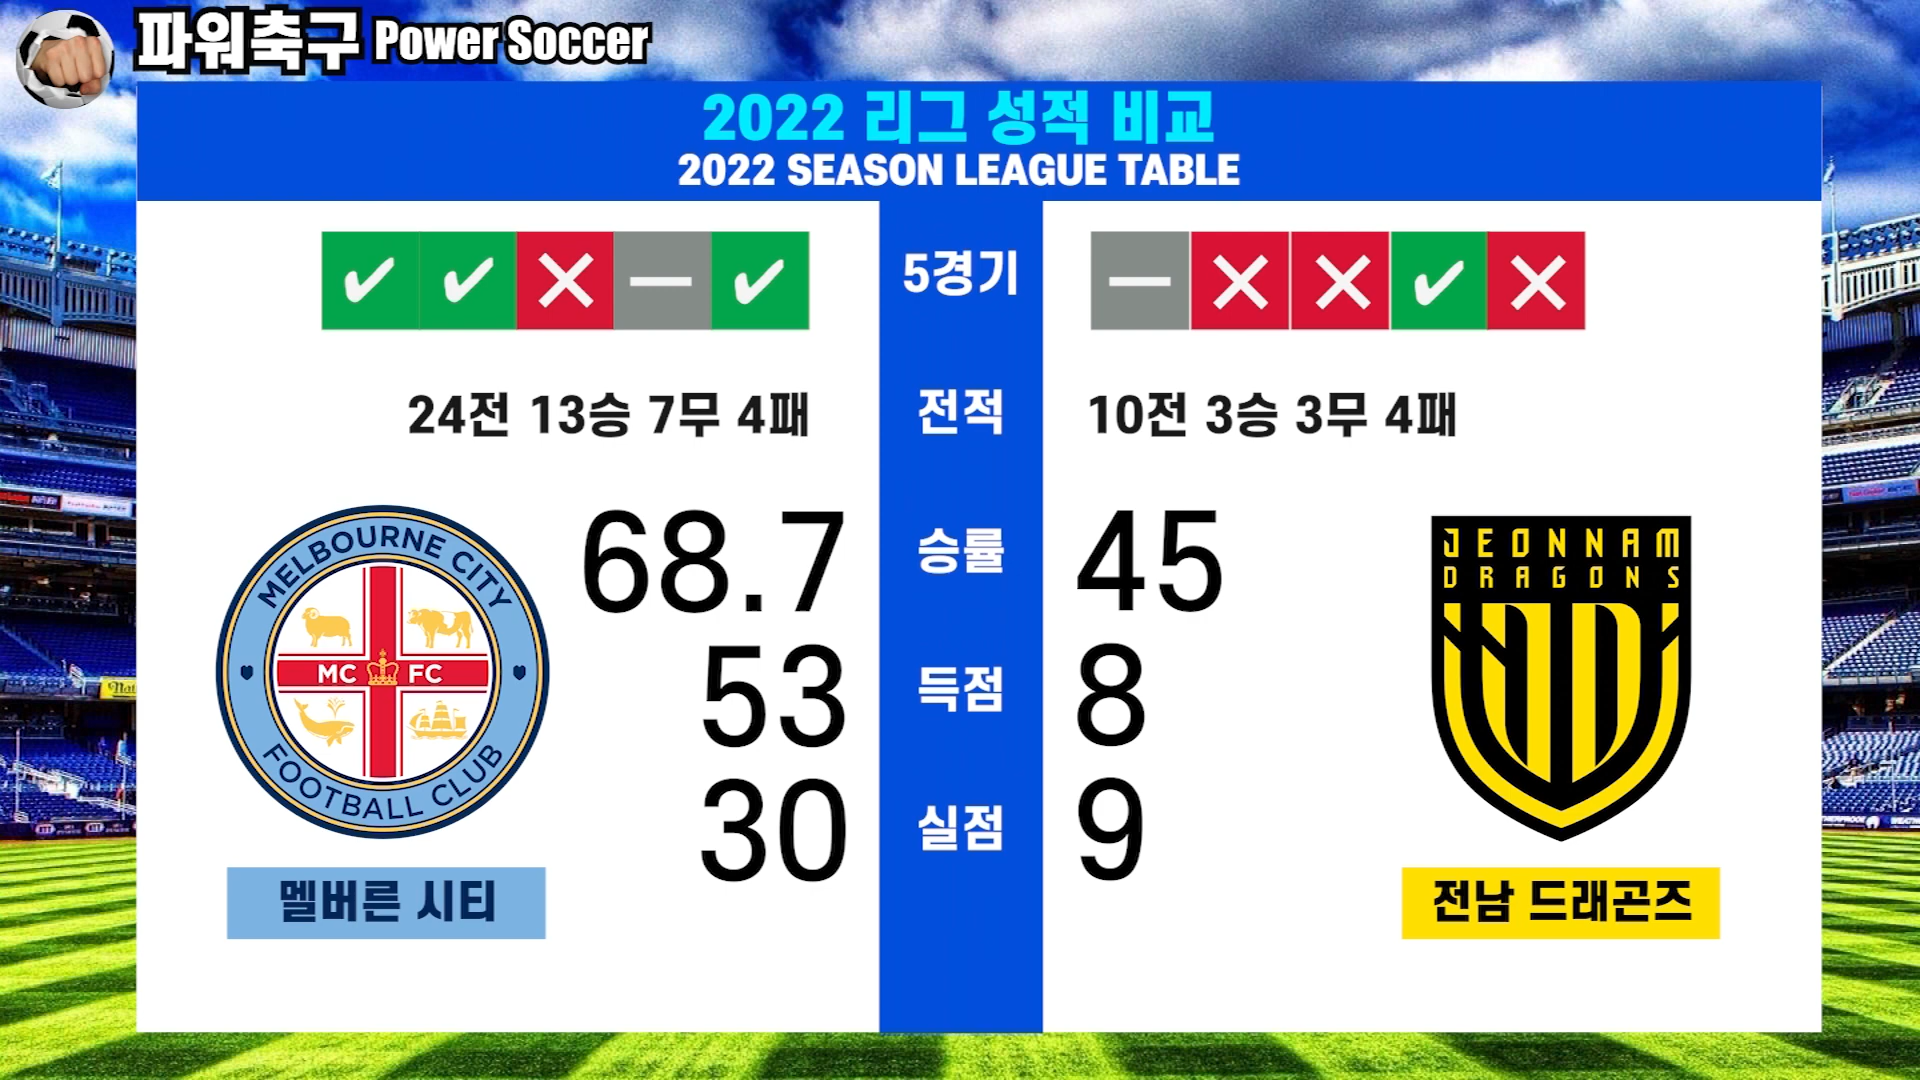 파워축구 Power Soccer
2022 리그 성적 비교
2022 SEASON LEAGUE TABLE
5경기
24전 13승 7무 4패
전적
10전 3승 3무 4패
68.7
승률
45
53
득점
8
30
실점
9
MELBOURNE CITY
MC FC
FOOTBALL CLUB
JEONNAM
DRAGONS
멜버른 시티
전남 드래곤즈